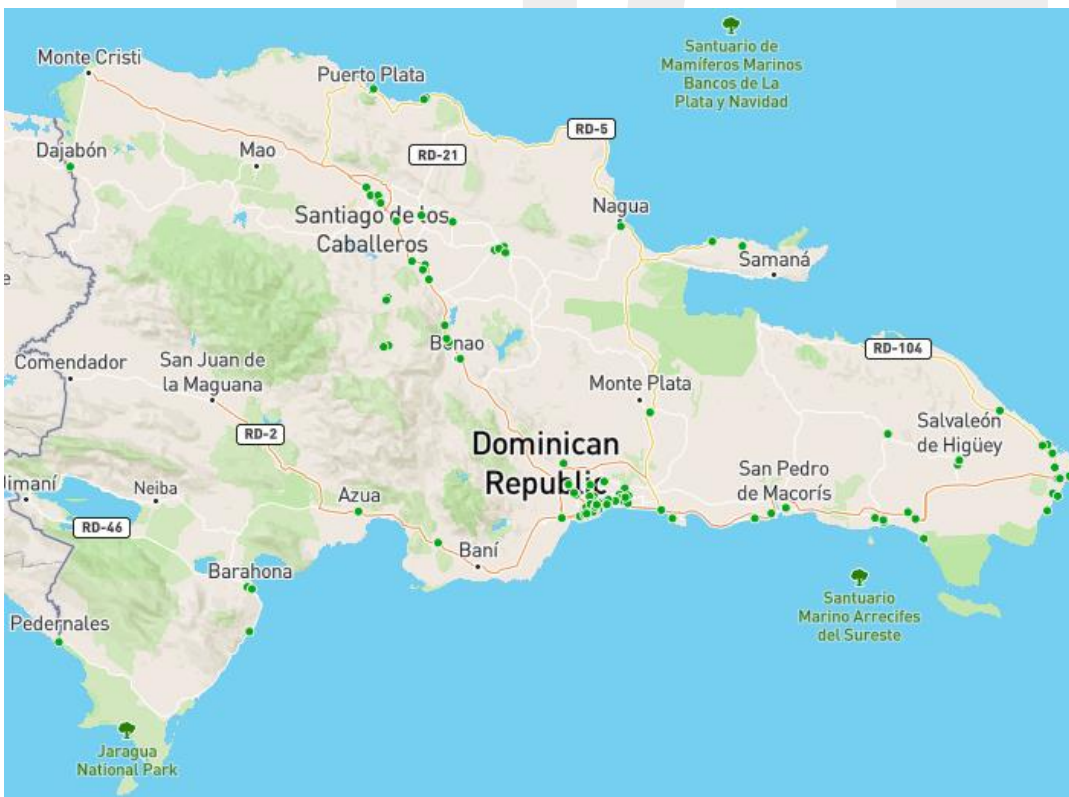 Santuario de
Mamíferos Marinos
Bancos de La
Plata y Navidad
Monte Cristi
Puerto Plata
RD-5
Dajabón
Mao
RD-21
Santiago de los
Caballeros
Nagua
Samaná
e
Comendador
San Juan de
la Maguana
Bonao
RD-104
Monte Plata
RD-2
Dominican
Republic
Salvaleón
de Higüey
San Pedro
de Macorís
Jimaní
Neiba
Azua
RD-46
Baní
Barahona
Santuario
Marino Arrecifes
del Sureste
Pedernales
Jaragua
National Park